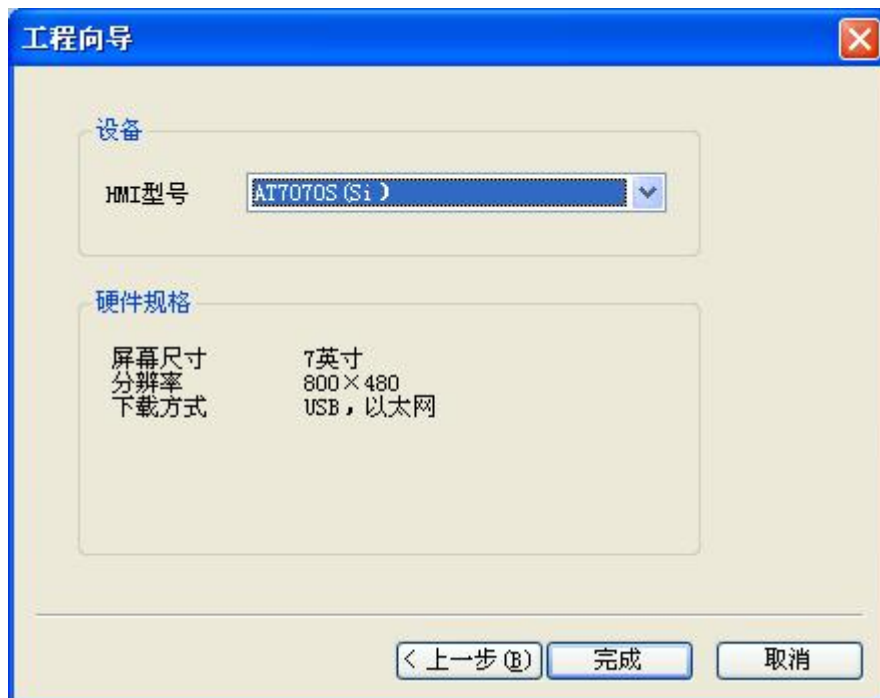 工程向导
设备
HMI型号 AT7070S(Si)
硬件规格
屏幕尺寸 7英寸
分辨率 800×480
下载方式 USB，以太网
< 上一步(B) 完成 取消